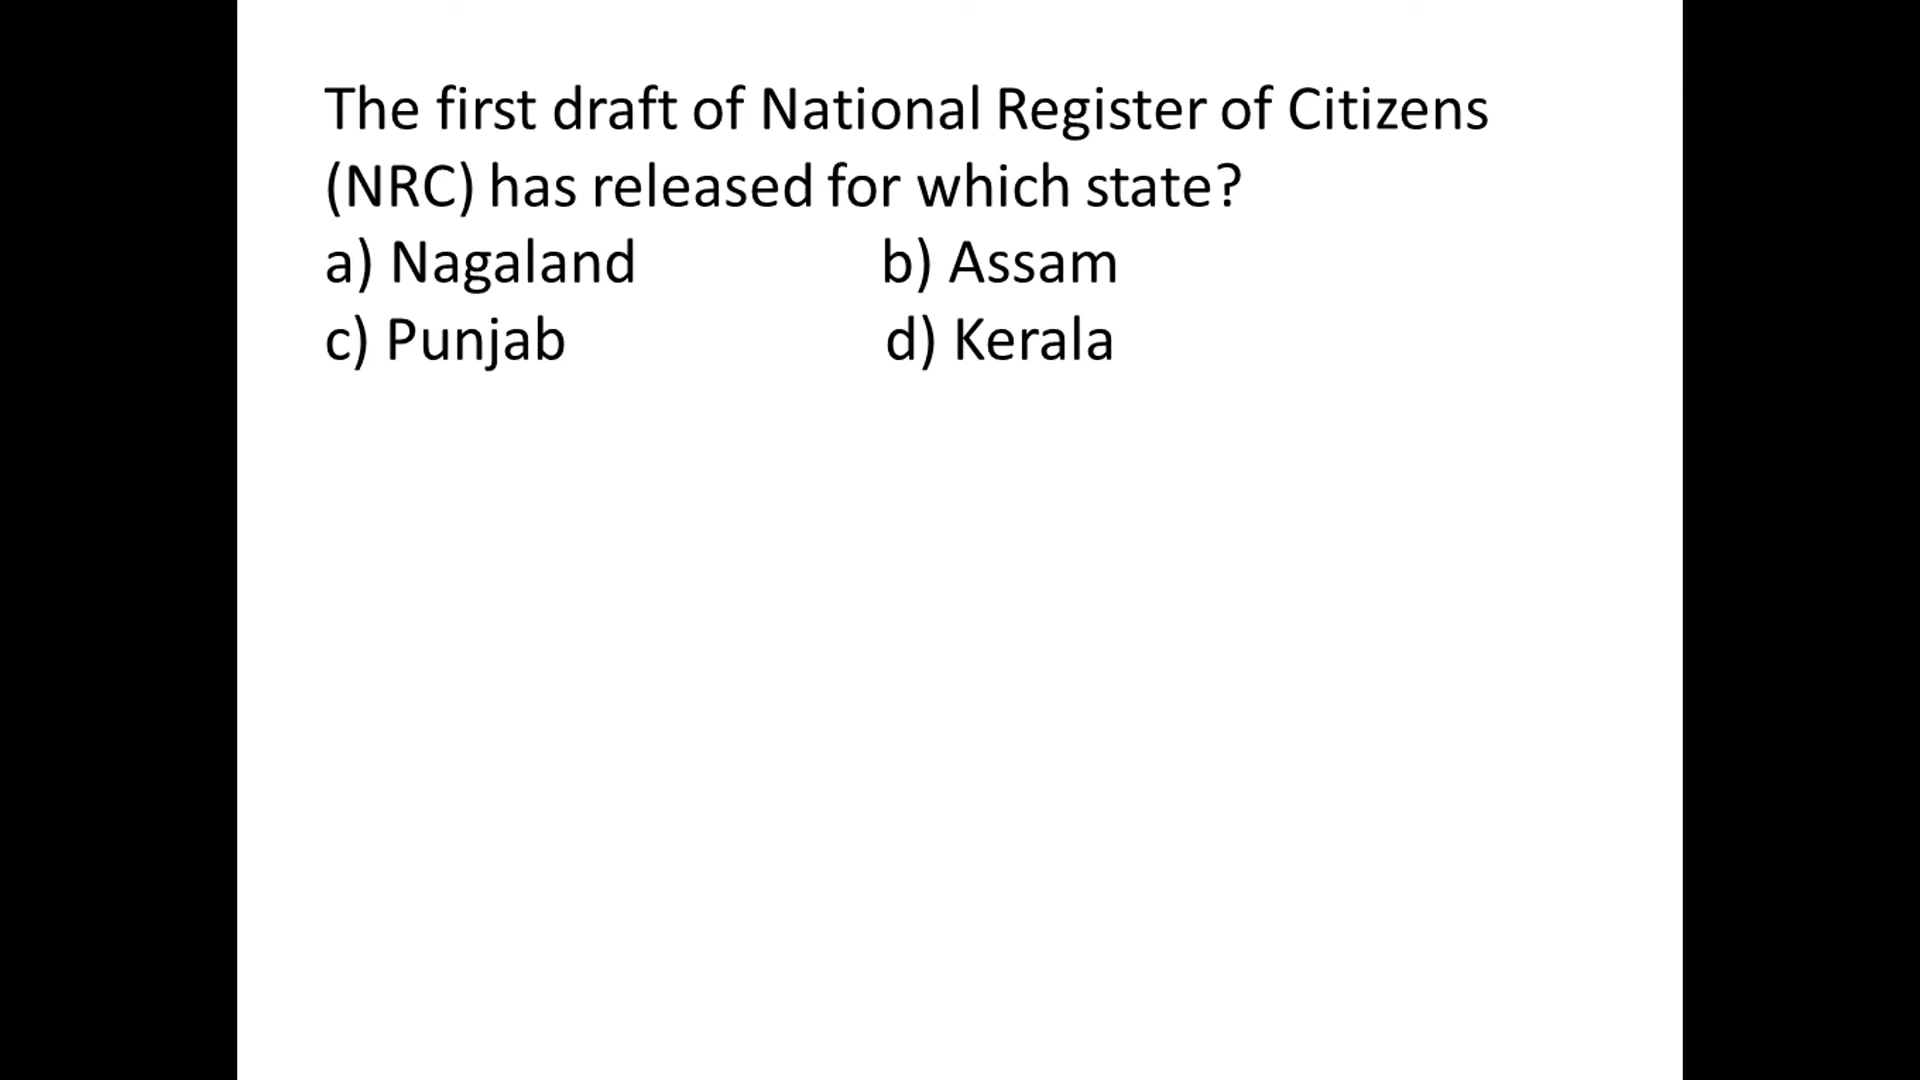 The first draft of National Register of Citizens
(NRC) has released for which state?
a) Nagaland b) Assam
c) Punjab d) Kerala